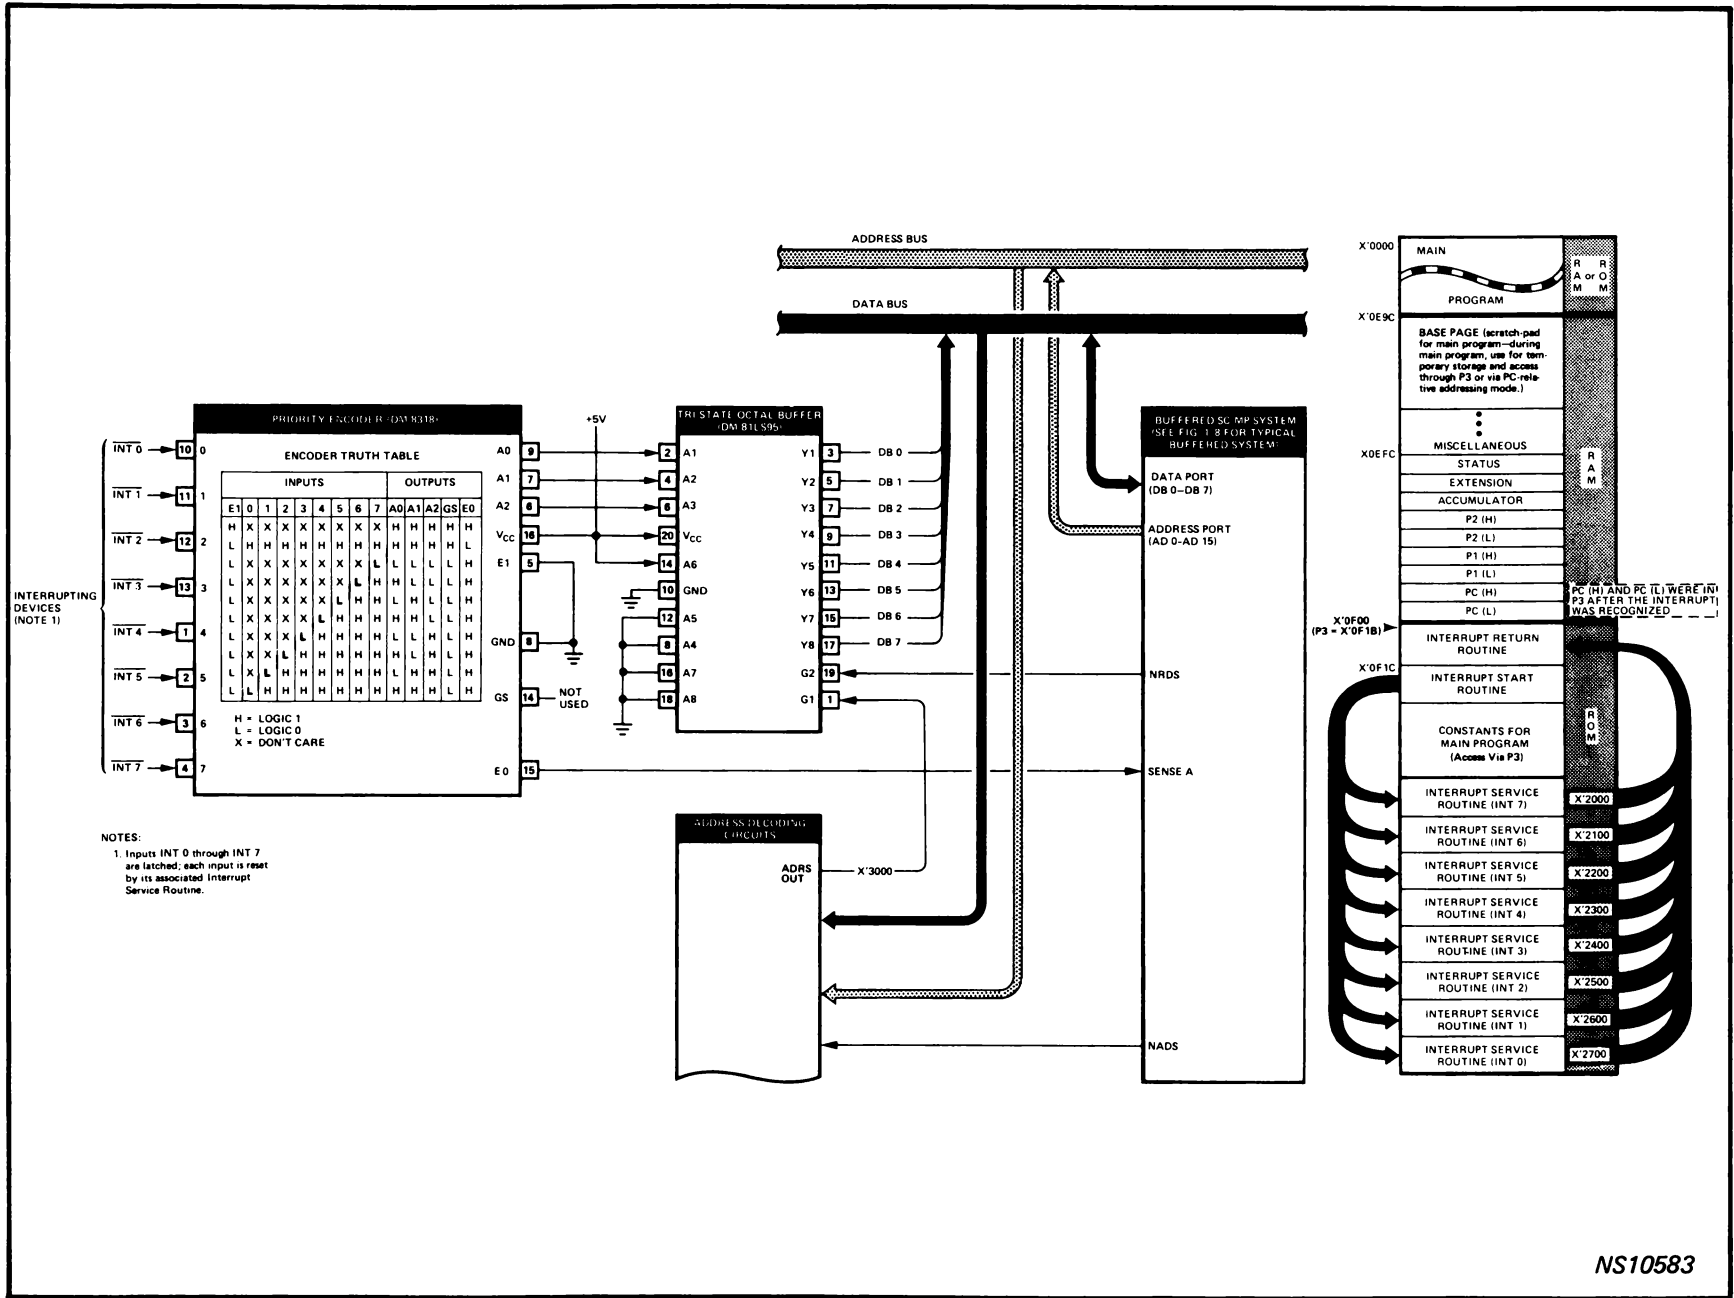 ADDRESS BUS
DATA BUS
INTERRUPTING
DEVICES
(NOTE 1)
INT 0 10 0
INT 1 11 1
INT 2 12 2
INT 3 13 3
INT 4 1 4
INT 5 2 5
INT 6 3 6
INT 7 4 7
PRIORITY ENCODER (DM 8318)
ENCODER TRUTH TABLE
INPUTS OUTPUTS
E1 0 1 2 3 4 5 6 7 A0 A1 A2 GS E0
H X X X X X X X X H H H H H
L H H H H H H H H H H H H L
L X X X X X X X L L L L L H
L X X X X X X L H H L L L H
L X X X X X L H H L H L L H
L X X X X L H H H H H L L H
L X X X L H H H H L L H L H
L X X L H H H H H H L H L H
L X L H H H H H H L H H L H
L L H H H H H H H H H H L H
H = LOGIC 1
L = LOGIC 0
X = DON'T CARE
A0 9
A1 7
A2 6
VCC 16
E1 5
GND 8
GS 14 NOT
USED
E0 15
+5V
TRI STATE OCTAL BUFFER
(DM 81LS95)
2 A1
4 A2
6 A3
20 VCC
14 A6
10 GND
12 A5
8 A4
16 A7
18 A8
Y1 3 DB 0
Y2 5 DB 1
Y3 7 DB 2
Y4 9 DB 3
Y5 11 DB 4
Y6 13 DB 5
Y7 15 DB 6
Y8 17 DB 7
G2 19
G1 1
ADDRESS DECODING
CIRCUITS
ADRS
OUT
X'3000
BUFFERED SC MP SYSTEM
(SEE FIG. 1-8 FOR TYPICAL
BUFFERED SYSTEM)
DATA PORT
(DB 0–DB 7)
ADDRESS PORT
(AD 0–AD 15)
NRDS
SENSE A
NADS
NOTES:
1. Inputs INT 0 through INT 7
are latched; each input is reset
by its associated Interrupt
Service Routine.
X'0000
MAIN
PROGRAM
RAM or ROM
X'0E9C
BASE PAGE (scratch-pad
for main program—during
main program, use for tem-
porary storage and access
through P3 or via PC-rela-
tive addressing mode.)
MISCELLANEOUS
X0EFC
STATUS
EXTENSION
ACCUMULATOR
P2 (H)
P2 (L)
P1 (H)
P1 (L)
PC (H)
PC (L)
RAM
PC (H) AND PC (L) WERE IN
P3 AFTER THE INTERRUPT
WAS RECOGNIZED
X'0F00
(P3 = X'0F1B)
INTERRUPT RETURN
ROUTINE
X'0F1C
INTERRUPT START
ROUTINE
CONSTANTS FOR
MAIN PROGRAM
(Access Via P3)
ROM
INTERRUPT SERVICE
ROUTINE (INT 7)
X'2000
INTERRUPT SERVICE
ROUTINE (INT 6)
X'2100
INTERRUPT SERVICE
ROUTINE (INT 5)
X'2200
INTERRUPT SERVICE
ROUTINE (INT 4)
X'2300
INTERRUPT SERVICE
ROUTINE (INT 3)
X'2400
INTERRUPT SERVICE
ROUTINE (INT 2)
X'2500
INTERRUPT SERVICE
ROUTINE (INT 1)
X'2600
INTERRUPT SERVICE
ROUTINE (INT 0)
X'2700
NS10583